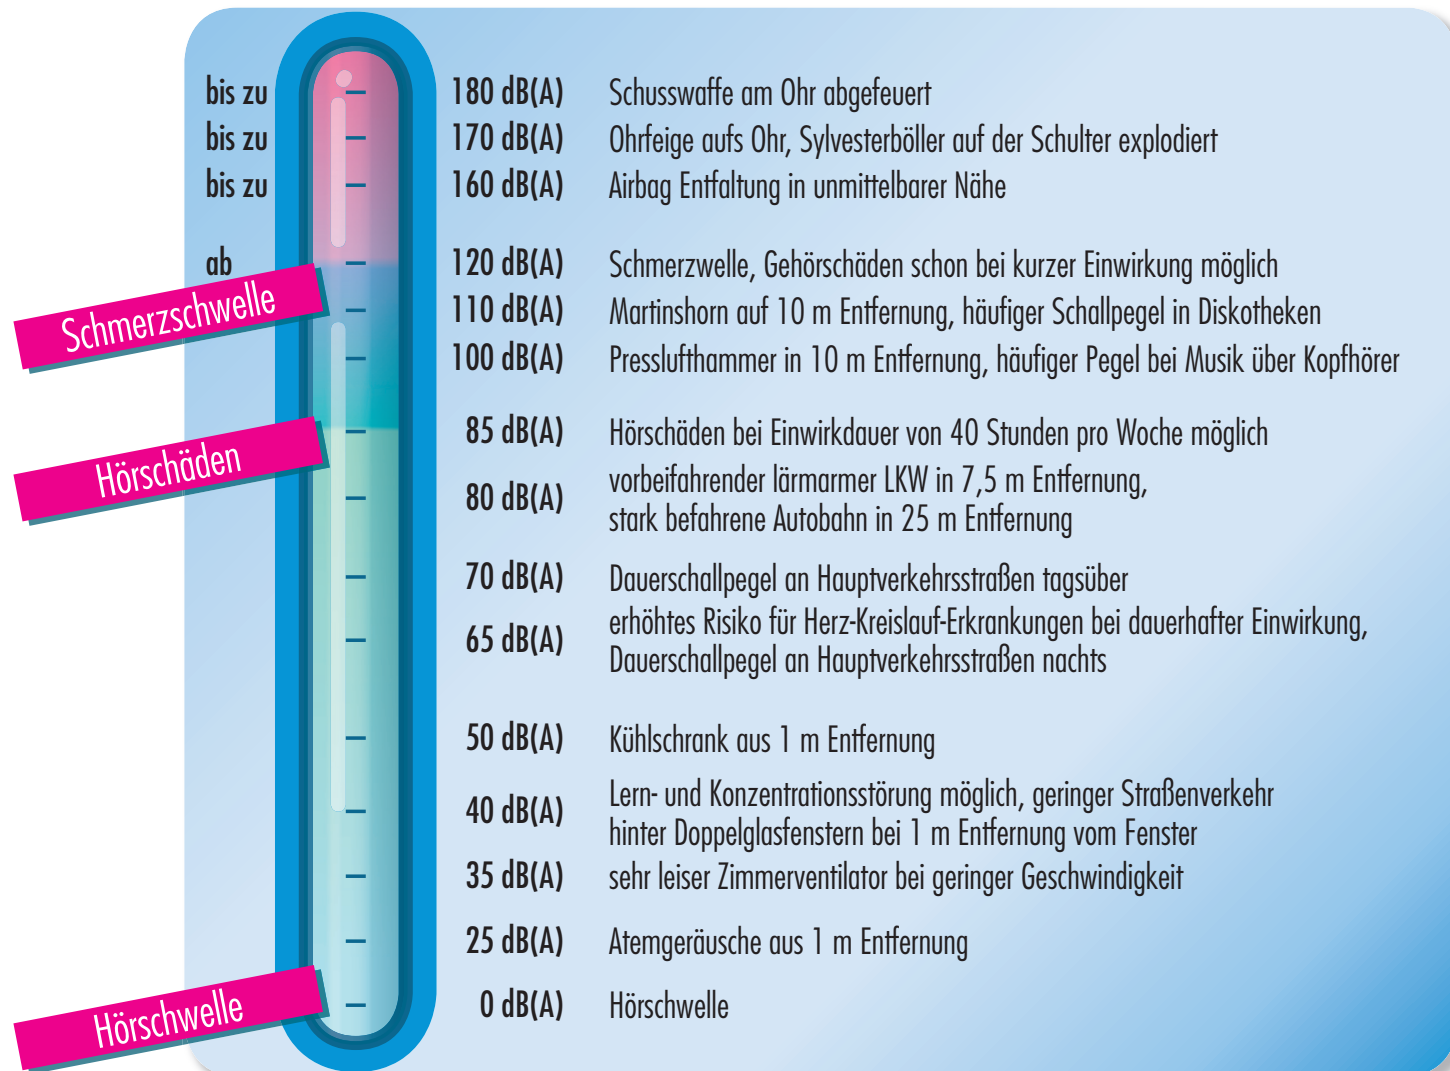 bis zu 180 dB(A) Schusswaffe am Ohr abgefeuert
bis zu 170 dB(A) Ohrfeige aufs Ohr, Sylvesterböller auf der Schulter explodiert
bis zu 160 dB(A) Airbag Entfaltung in unmittelbarer Nähe
ab 120 dB(A) Schmerzwelle, Gehörschäden schon bei kurzer Einwirkung möglich
Schmerzschwelle
110 dB(A) Martinshorn auf 10 m Entfernung, häufiger Schallpegel in Diskotheken
100 dB(A) Presslufthammer in 10 m Entfernung, häufiger Pegel bei Musik über Kopfhörer
85 dB(A) Hörschäden bei Einwirkdauer von 40 Stunden pro Woche möglich
Hörschäden
80 dB(A) vorbeifahrender lärmarmer LKW in 7,5 m Entfernung,
stark befahrene Autobahn in 25 m Entfernung
70 dB(A) Dauerschallpegel an Hauptverkehrsstraßen tagsüber
65 dB(A) erhöhtes Risiko für Herz-Kreislauf-Erkrankungen bei dauerhafter Einwirkung,
Dauerschallpegel an Hauptverkehrsstraßen nachts
50 dB(A) Kühlschrank aus 1 m Entfernung
40 dB(A) Lern- und Konzentrationsstörung möglich, geringer Straßenverkehr
hinter Doppelglasfenstern bei 1 m Entfernung vom Fenster
35 dB(A) sehr leiser Zimmerventilator bei geringer Geschwindigkeit
25 dB(A) Atemgeräusche aus 1 m Entfernung
0 dB(A) Hörschwelle
Hörschwelle